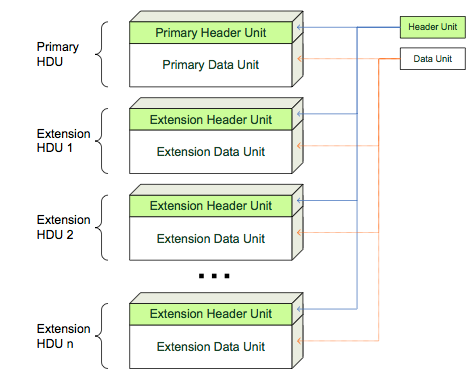 Primary Header Unit
Header Unit
Primary
HDU
Primary Data Unit
Data Unit
Extension Header Unit
Extension
HDU 1
Extension Data Unit
Extension Header Unit
Extension
HDU 2
Extension Data Unit
...
Extension Header Unit
Extension
HDU n
Extension Data Unit